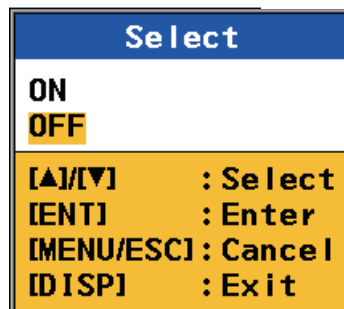 Select
ON
OFF
[▲]/[▼] :Select
[ENT] :Enter
[MENU/ESC]:Cancel
[DISP] :Exit